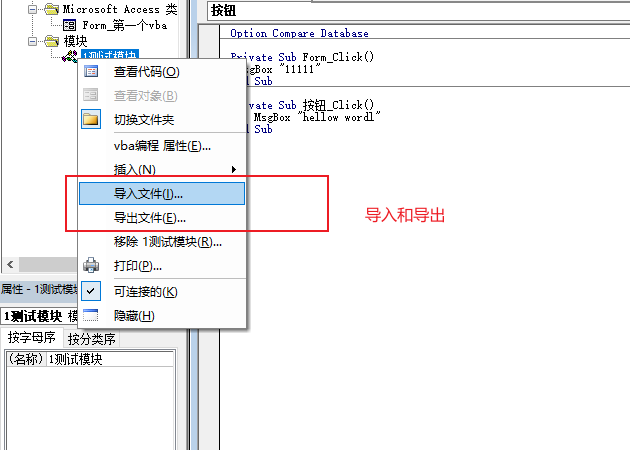 Microsoft Access 类
Form_第一个vba
模块
1测试模块
查看代码(O)
查看对象(B)
切换文件夹
vba编程 属性(E)...
插入(N)
导入文件(I)...
导出文件(E)...
移除 1测试模块(R)...
打印(P)...
可连接的(K)
隐藏(H)
属性 - 1测试模块
1测试模块 模
按字母序 按分类序
(名称) 1测试模块
按钮
Option Compare Database
Private Sub Form_Click()
MsgBox "11111"
Sub
Private Sub 按钮_Click()
MsgBox "hellow wordl"
Sub
导入和导出